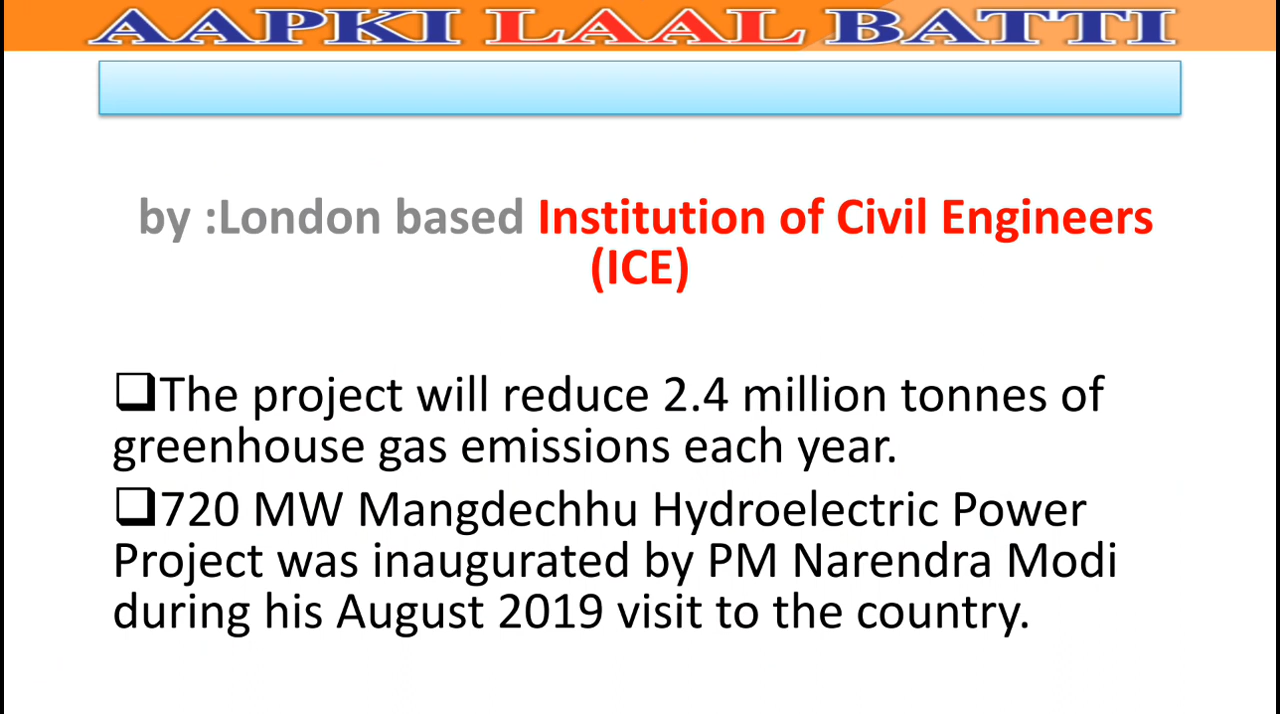 AAPKI LAAL BATTI
by :London based Institution of Civil Engineers
(ICE)
❑The project will reduce 2.4 million tonnes of
greenhouse gas emissions each year.
❑720 MW Mangdechhu Hydroelectric Power
Project was inaugurated by PM Narendra Modi
during his August 2019 visit to the country.